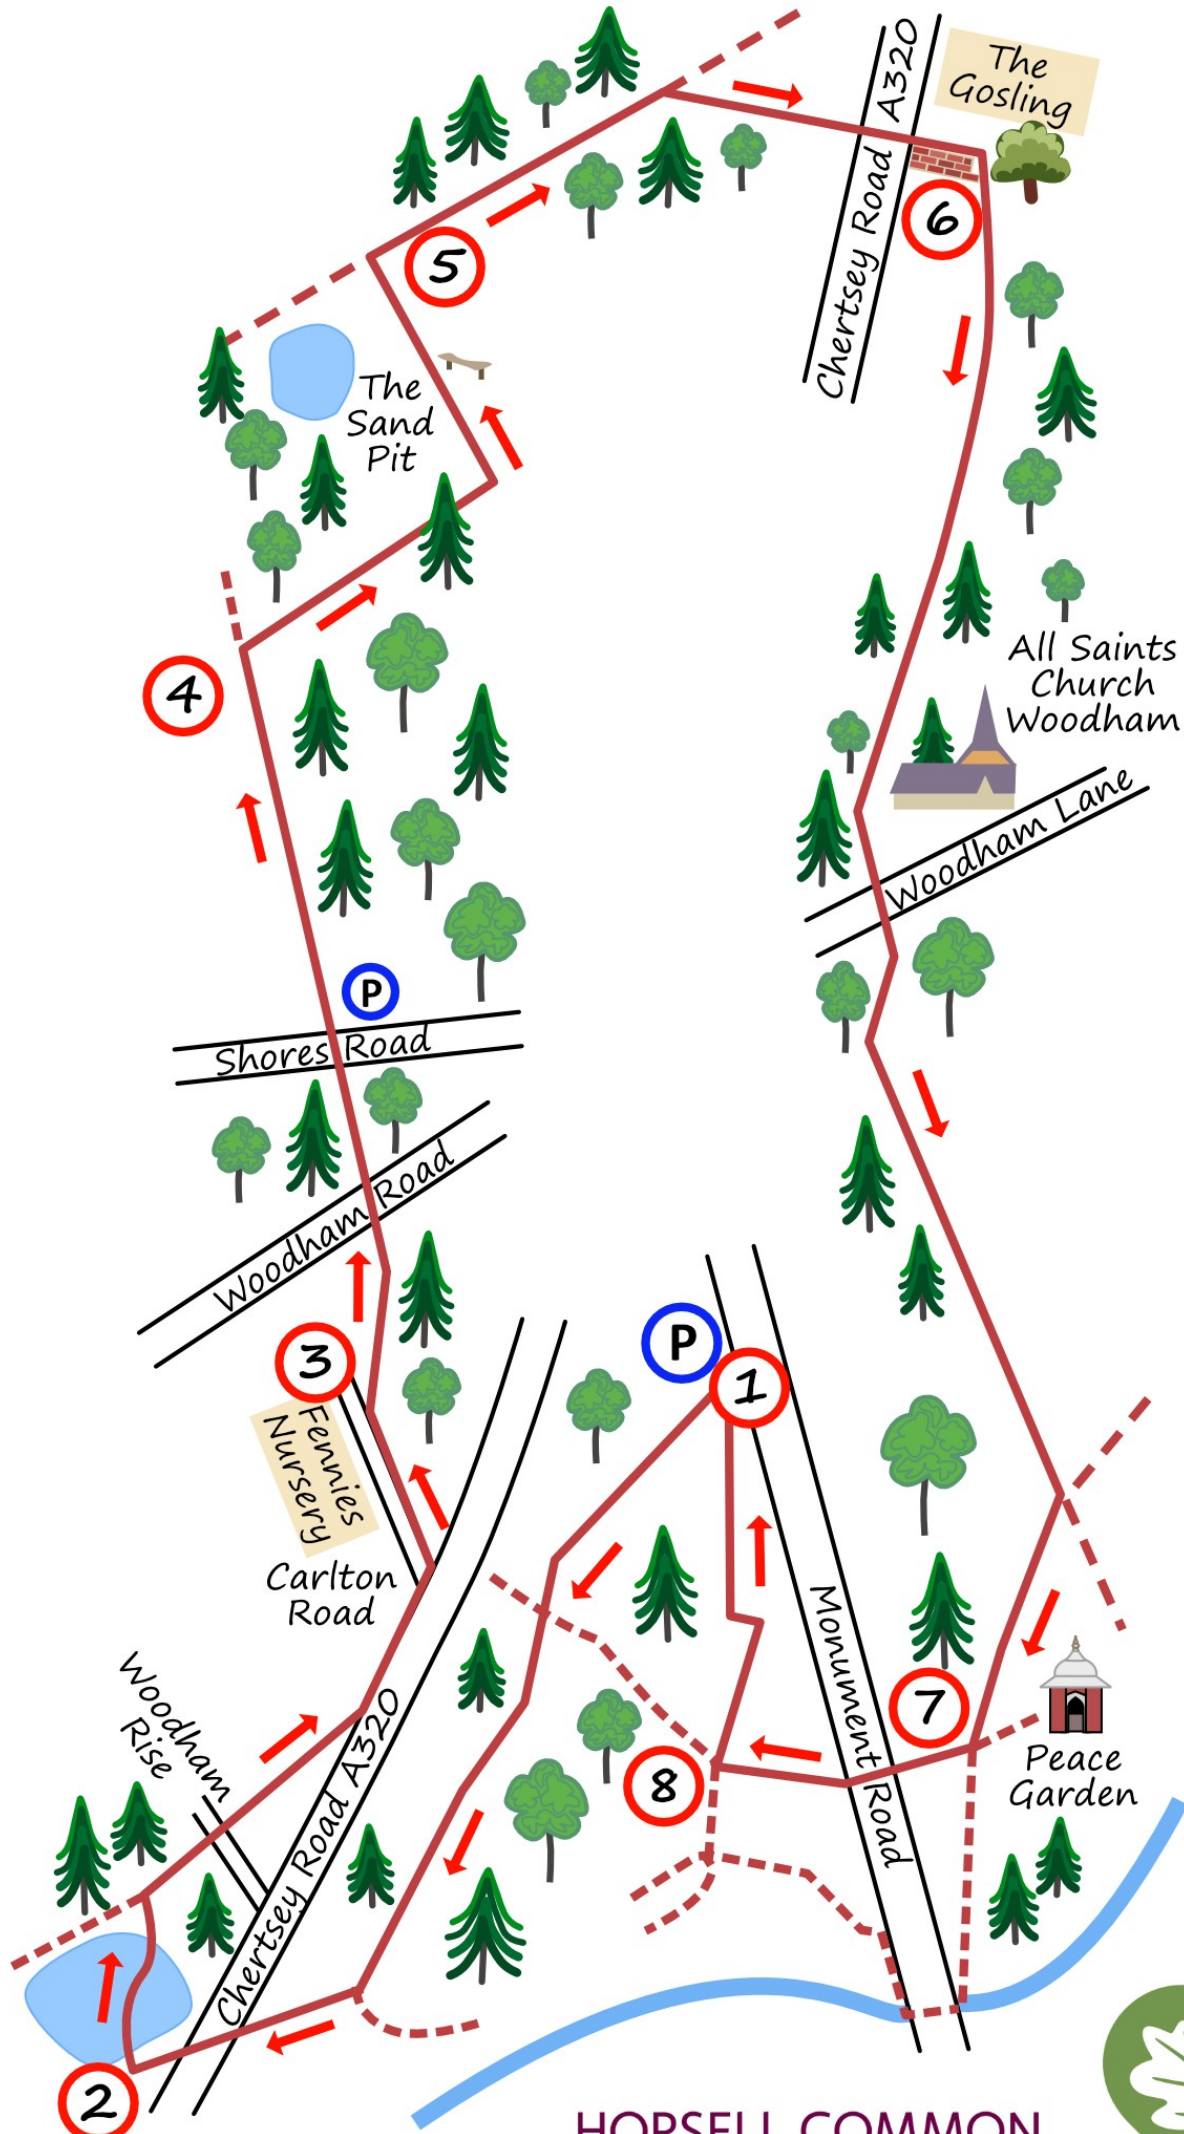 The
Gosling
Chertsey Road A320
6
5
The
Sand
Pit
4
All Saints
Church
Woodham
Woodham Lane
P
Shores Road
Woodham Road
3
P
1
Fennies
Nursery
Carlton
Road
Monument Road
Woodham
Rise
Chertsey Road A320
7
8
Peace
Garden
2
HORSELL COMMON